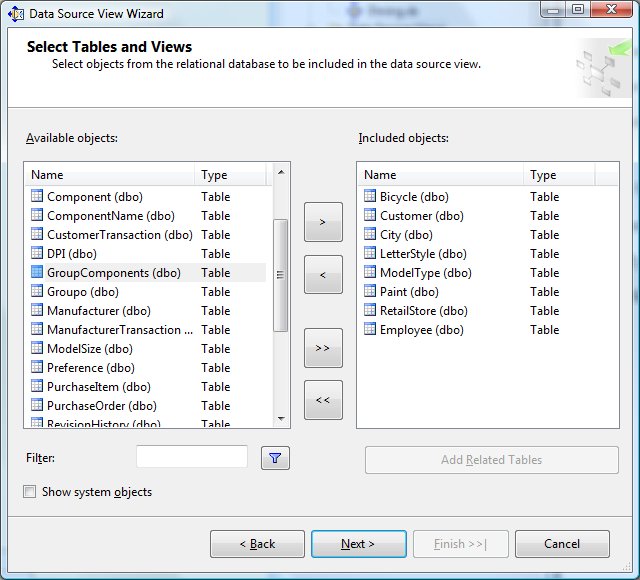 Data Source View Wizard
Select Tables and Views
Select objects from the relational database to be included in the data source view.
Available objects:
Name Type
Component (dbo) Table
ComponentName (dbo) Table
CustomerTransaction (dbo) Table
DPI (dbo) Table
GroupComponents (dbo) Table
Groupo (dbo) Table
Manufacturer (dbo) Table
ManufacturerTransaction ... Table
ModelSize (dbo) Table
Preference (dbo) Table
PurchaseItem (dbo) Table
PurchaseOrder (dbo) Table
RevisionHistory (dbo) Table
>
<
>>
<<
Included objects:
Name Type
Bicycle (dbo) Table
Customer (dbo) Table
City (dbo) Table
LetterStyle (dbo) Table
ModelType (dbo) Table
Paint (dbo) Table
RetailStore (dbo) Table
Employee (dbo) Table
Filter:
Add Related Tables
Show system objects
< Back
Next >
Finish >>|
Cancel